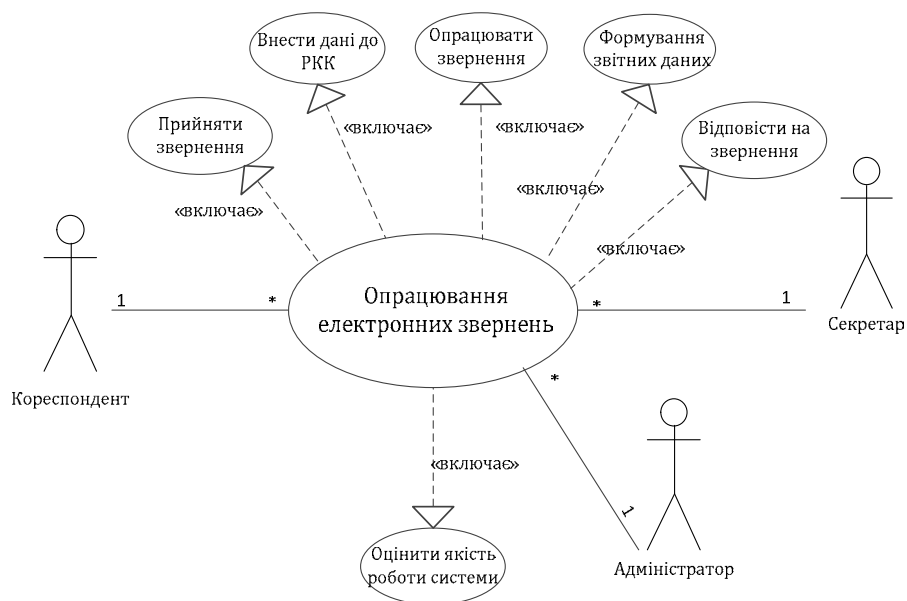 Внести дані до
РКК
Опрацювати
звернення
Формування
звітних даних
Прийняти
звернення
Відповісти на
звернення
«включає»
«включає»
«включає»
«включає»
«включає»
Опрацювання
електронних звернень
1
*
*
1
Кореспондент
Секретар
*
1
«включає»
Оцінити якість
роботи системи
Адміністратор